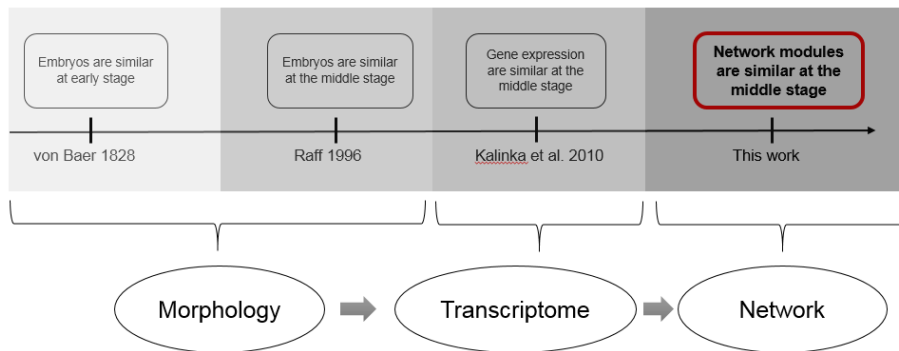 Embryos are similar
at early stage
Embryos are similar
at the middle stage
Gene expression
are similar at the
middle stage
Network modules
are similar at the
middle stage
von Baer 1828
Raff 1996
Kalinka et al. 2010
This work
Morphology
Transcriptome
Network